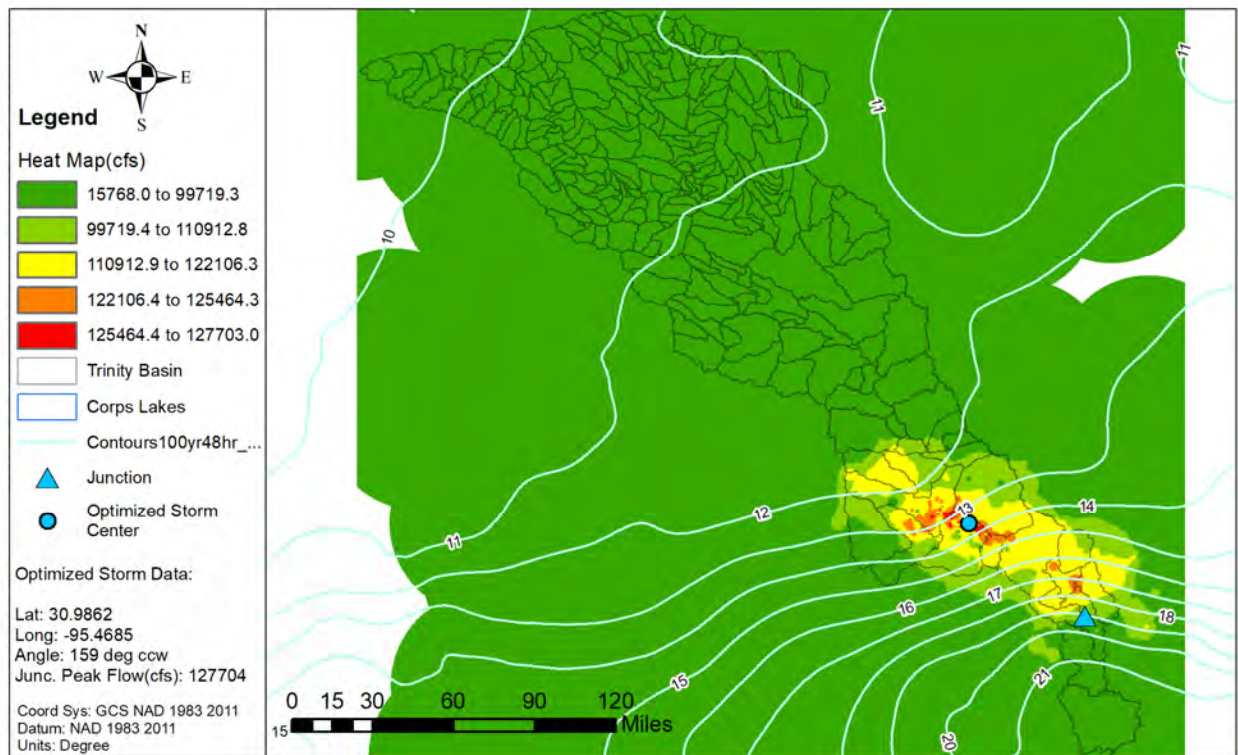 N
W
E
S
Legend
Heat Map(cfs)
15768.0 to 99719.3
99719.4 to 110912.8
110912.9 to 122106.3
122106.4 to 125464.3
125464.4 to 127703.0
Trinity Basin
Corps Lakes
Contours100yr48hr_...
Junction
Optimized Storm
Center
Optimized Storm Data:
Lat: 30.9862
Long: -95.4685
Angle: 159 deg ccw
Junc. Peak Flow(cfs): 127704
Coord Sys: GCS NAD 1983 2011
Datum: NAD 1983 2011
Units: Degree
11
11
10
12
13
14
11
16
17
18
15
21
20
15
0 15 30 60 90 120
Miles